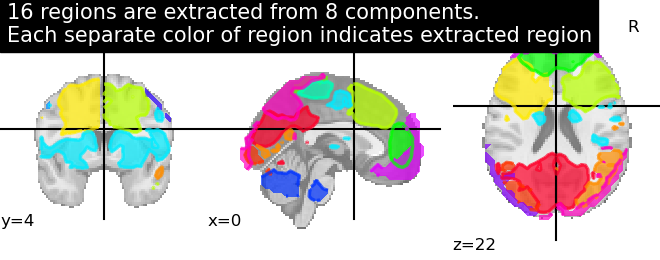 16 regions are extracted from 8 components.
Each separate color of region indicates extracted region
R
y=4
x=0
z=22